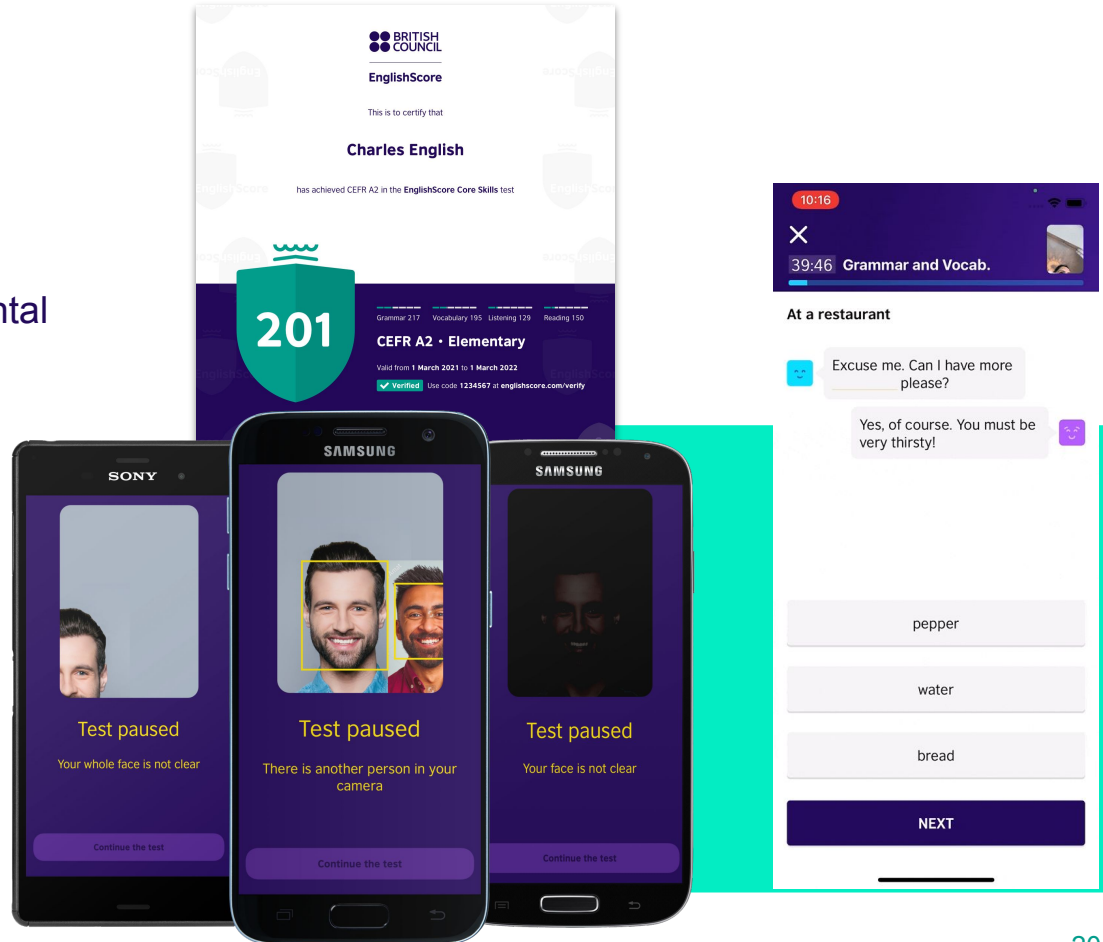 BRITISH
COUNCIL
EnglishScore
This is to certify that
Charles English
has achieved CEFR A2 in the EnglishScore Core Skills test
201
Grammar 217 Vocabulary 195 Listening 129 Reading 150
CEFR A2 • Elementary
Valid from 1 March 2021 to 1 March 2022
Verified Use code 1234567 at englishscore.com/verify
ntal
SONY
Test paused
Your whole face is not clear
Continue the test
SAMSUNG
Test paused
There is another person in your
camera
Continue the test
SAMSUNG
Test paused
Your face is not clear
Continue the test
10:16
39:46 Grammar and Vocab.
At a restaurant
Excuse me. Can I have more
________ please?
Yes, of course. You must be
very thirsty!
pepper
water
bread
NEXT